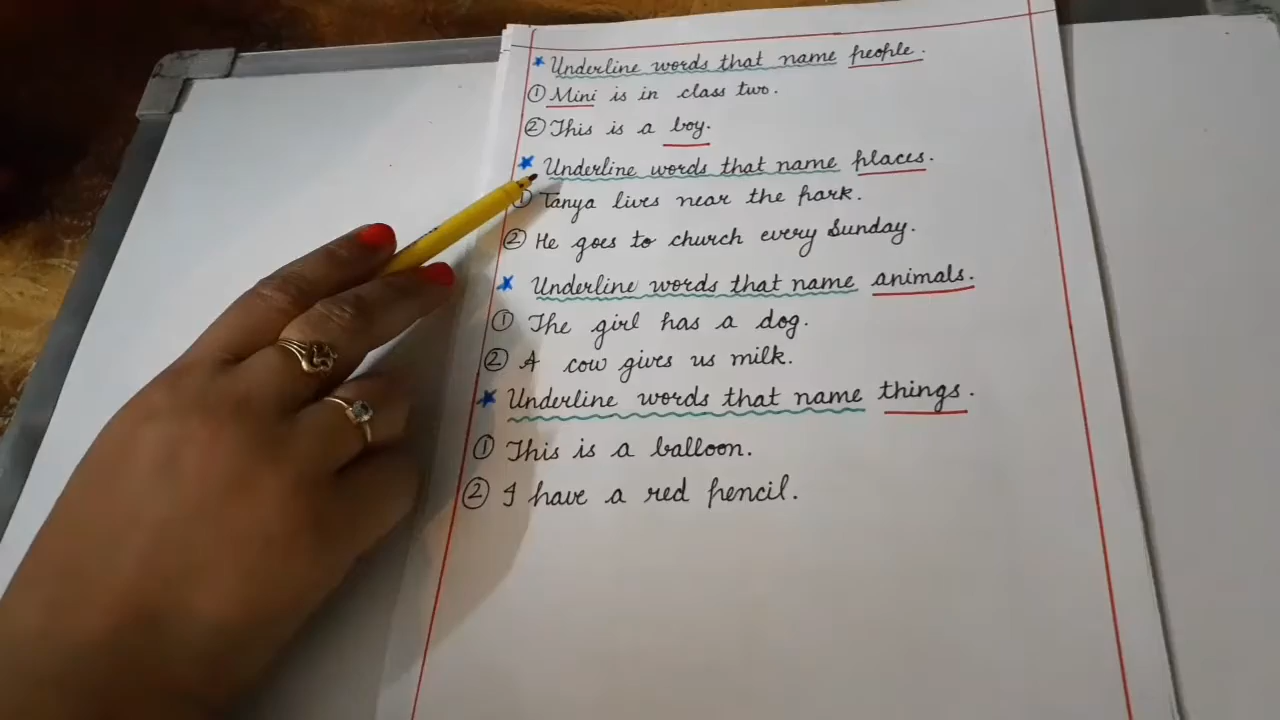 * Underline words that name people.
① Mini is in class two.
② This is a boy.
* Underline words that name places.
① Tanya lives near the park.
② He goes to church every Sunday.
* Underline words that name animals.
① The girl has a dog.
② A cow gives us milk.
* Underline words that name things.
① This is a balloon.
② I have a red pencil.